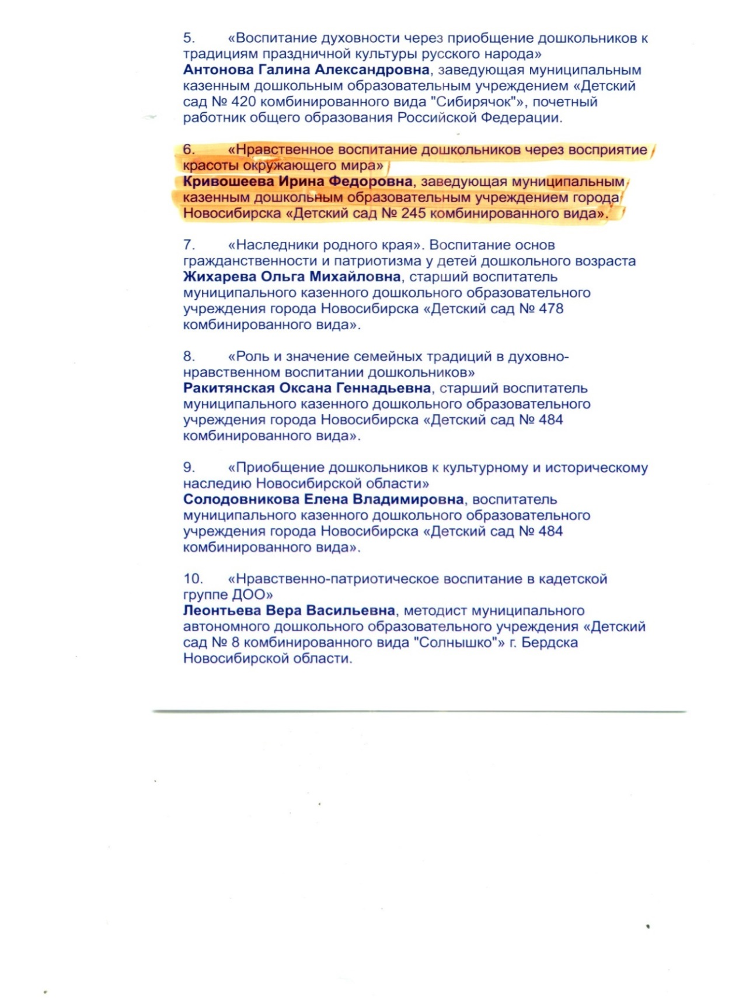 5. «Воспитание духовности через приобщение дошкольников к
традициям праздничной культуры русского народа»
Антонова Галина Александровна, заведующая муниципальным
казенным дошкольным образовательным учреждением «Детский
сад № 420 комбинированного вида "Сибирячок"», почетный
работник общего образования Российской Федерации.
6. «Нравственное воспитание дошкольников через восприятие
красоты окружающего мира»
Кривошеева Ирина Федоровна, заведующая муниципальным
казенным дошкольным образовательным учреждением города
Новосибирска «Детский сад № 245 комбинированного вида».
7. «Наследники родного края». Воспитание основ
гражданственности и патриотизма у детей дошкольного возраста
Жихарева Ольга Михайловна, старший воспитатель
муниципального казенного дошкольного образовательного
учреждения города Новосибирска «Детский сад № 478
комбинированного вида».
8. «Роль и значение семейных традиций в духовно-
нравственном воспитании дошкольников»
Ракитянская Оксана Геннадьевна, старший воспитатель
муниципального казенного дошкольного образовательного
учреждения города Новосибирска «Детский сад № 484
комбинированного вида».
9. «Приобщение дошкольников к культурному и историческому
наследию Новосибирской области»
Солодовникова Елена Владимировна, воспитатель
муниципального казенного дошкольного образовательного
учреждения города Новосибирска «Детский сад № 484
комбинированного вида».
10. «Нравственно-патриотическое воспитание в кадетской
группе ДОО»
Леонтьева Вера Васильевна, методист муниципального
автономного дошкольного образовательного учреждения «Детский
сад № 8 комбинированного вида "Солнышко"» г. Бердска
Новосибирской области.